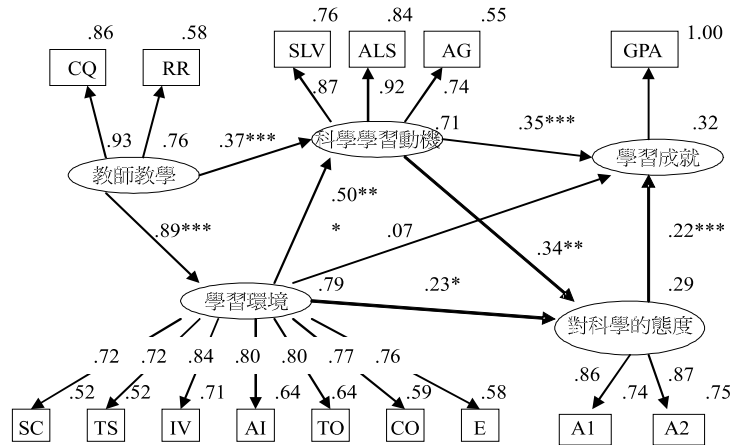 .86 .58 .76 .84 .55 1.00
CQ RR SLV ALS AG GPA
.87 .92 .74
.93 .76 .37*** 科學學習動機 .71 .35*** .32
教師教學 學習成就
.50**
*
.89*** .07 .34** .22***
學習環境 .79 .23* .29
對科學的態度
.72 .72 .84 .80 .80 .77 .76
.86 .87
.52 .52 .71 .64 .64 .59 .58 .74 .75
SC TS IV AI TO CO E A1 A2